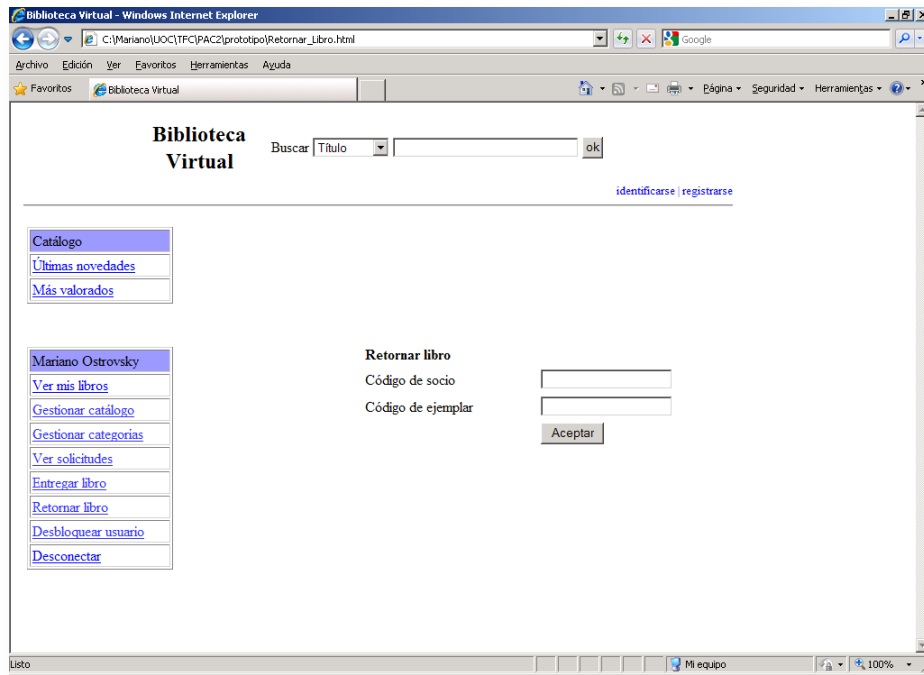 Biblioteca Virtual - Windows Internet Explorer
C:\Mariano\UOC\TFC\PAC2\prototipo\Retornar_Libro.html
Google
Archivo Edición Ver Favoritos Herramientas Ayuda
Favoritos Biblioteca Virtual Página Seguridad Herramientas
Biblioteca
Virtual
Buscar Título ok
identificarse | registrarse
Catálogo
Últimas novedades
Más valorados
Mariano Ostrovsky
Ver mis libros
Gestionar catálogo
Gestionar categorias
Ver solicitudes
Entregar libro
Retornar libro
Desbloquear usuario
Desconectar
Retornar libro
Código de socio
Código de ejemplar
Aceptar
Listo Mi equipo 100%